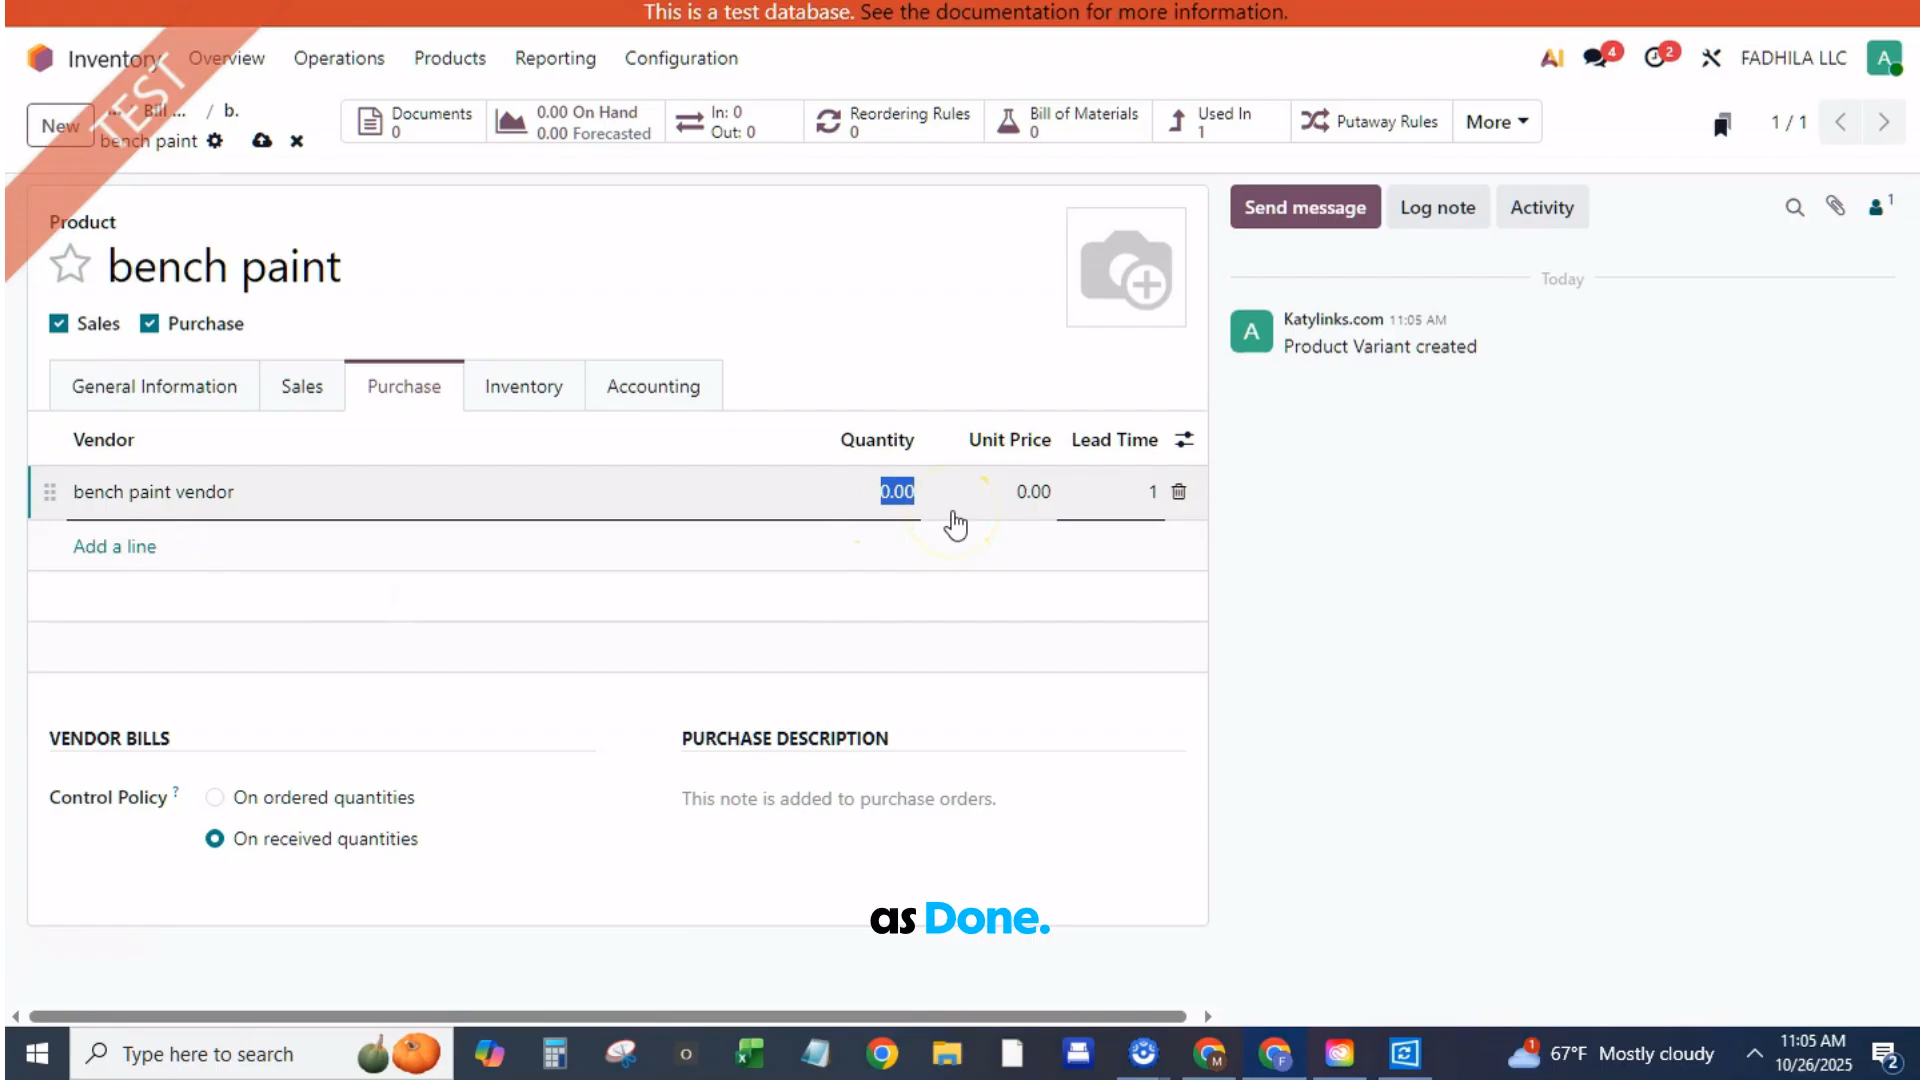 This is a test database. See the documentation for more information.
Inventory Overview Operations Products Reporting Configuration
AI 4 2 FADHILA LLC A
TEST
New
Bill ... / b.
bench paint
Documents
0
0.00 On Hand
0.00 Forecasted
In: 0
Out: 0
Reordering Rules
0
Bill of Materials
0
Used In
1
Putaway Rules
More
1 / 1
Product
bench paint
Sales Purchase
Send message Log note Activity
1
Today
A
Katylinks.com 11:05 AM
Product Variant created
General Information Sales Purchase Inventory Accounting
Vendor Quantity Unit Price Lead Time
bench paint vendor 0.00 0.00 1
Add a line
VENDOR BILLS
Control Policy ? On ordered quantities
On received quantities
PURCHASE DESCRIPTION
This note is added to purchase orders.
as Done.
Type here to search
67°F Mostly cloudy
11:05 AM
10/26/2025
2